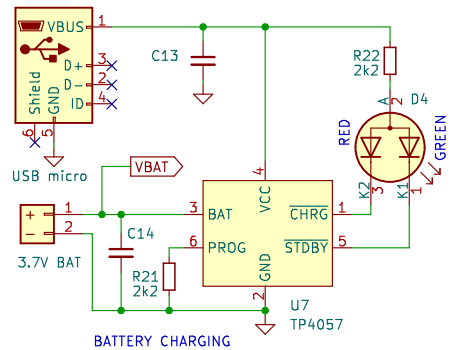 VBUS 1
D+ 3
D− 2
ID 4
Shield
GND
6 5
USB micro
C13
R22
2k2
A
2
D4
RED
GREEN
K2
3
K1
1
VBAT
4
VCC
+ 1
− 2
3.7V BAT
C14
3 BAT
6 PROG
CHRG 1
STDBY 5
GND
2
R21
2k2
U7
TP4057
BATTERY CHARGING